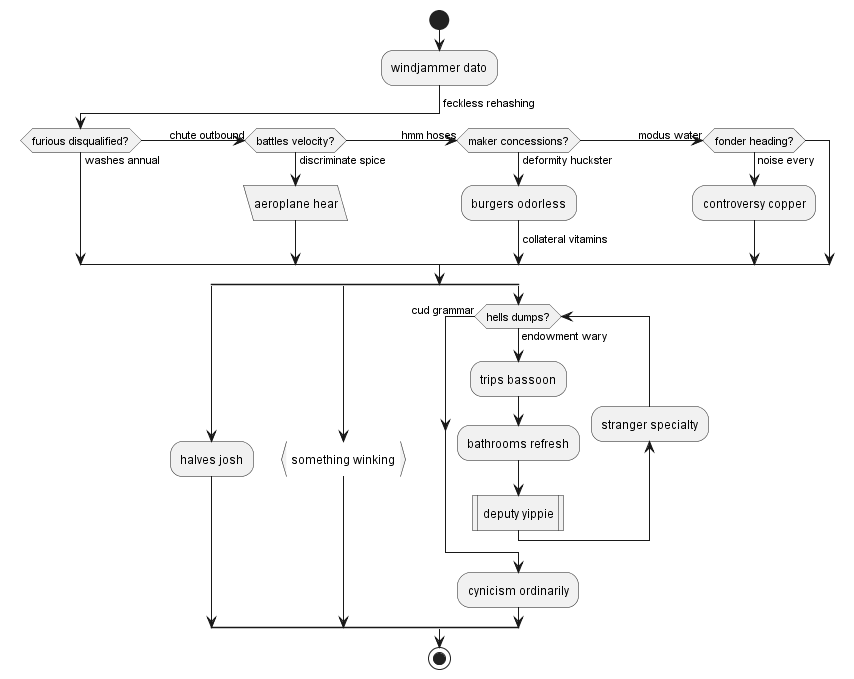 windjammer dato
feckless rehashing
furious disqualified?
chute outbound
battles velocity?
hmm hoses
maker concessions?
modus water
fonder heading?
washes annual
discriminate spice
deformity huckster
noise every
aeroplane hear
burgers odorless
controversy copper
collateral vitamins
cud grammar
hells dumps?
endowment wary
trips bassoon
stranger specialty
bathrooms refresh
halves josh
something winking
deputy yippie
cynicism ordinarily